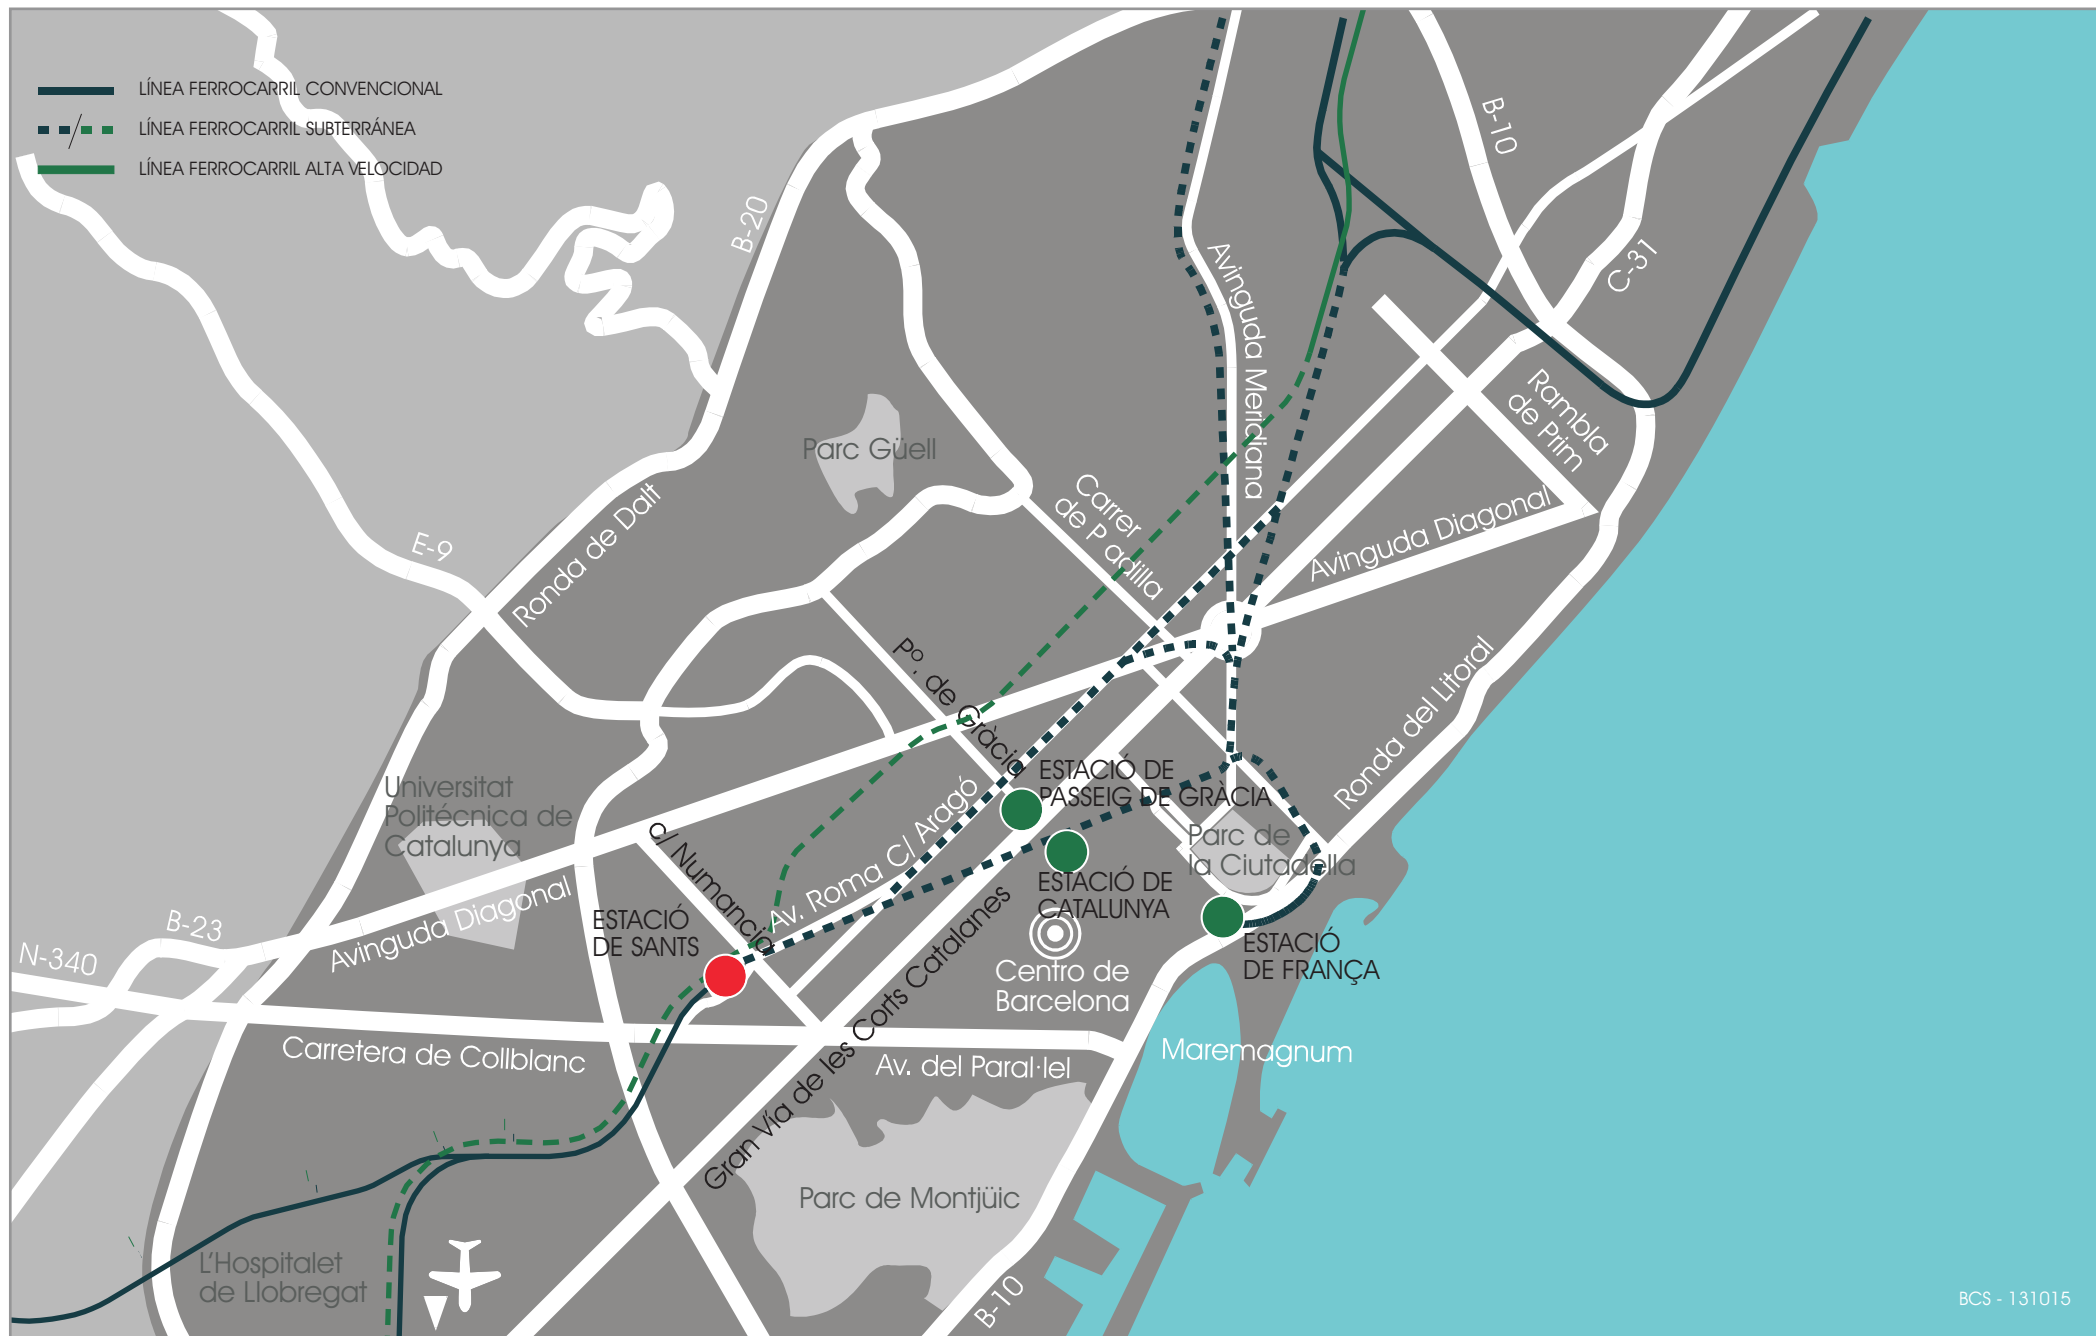 LÍNEA FERROCARRIL CONVENCIONAL
LÍNEA FERROCARRIL SUBTERRÁNEA
LÍNEA FERROCARRIL ALTA VELOCIDAD
B-10
B-20
C-31
Avinguda Meridiana
Rambla
de Prim
Parc Güell
Carrer
de P adilla
Avinguda Diagonal
E-9
Ronda de Dalt
Pº. de Gràcia
Ronda del Litoral
ESTACIÓ DE
PASSEIG DE GRÀCIA
Universitat
Politécnica de
Catalunya
c/ Numancia
Av. Roma C/ Aragó
Parc de
la Ciutadella
ESTACIÓ DE
CATALUNYA
Avinguda Diagonal
B-23
N-340
ESTACIÓ
DE SANTS
Gran Vía de les Corts Catalanes
ESTACIÓ
DE FRANÇA
Centro de
Barcelona
Carretera de Collblanc
Av. del Paral·lel
Maremagnum
Parc de Montjüic
L'Hospitalet
de Llobregat
B-10
BCS - 131015